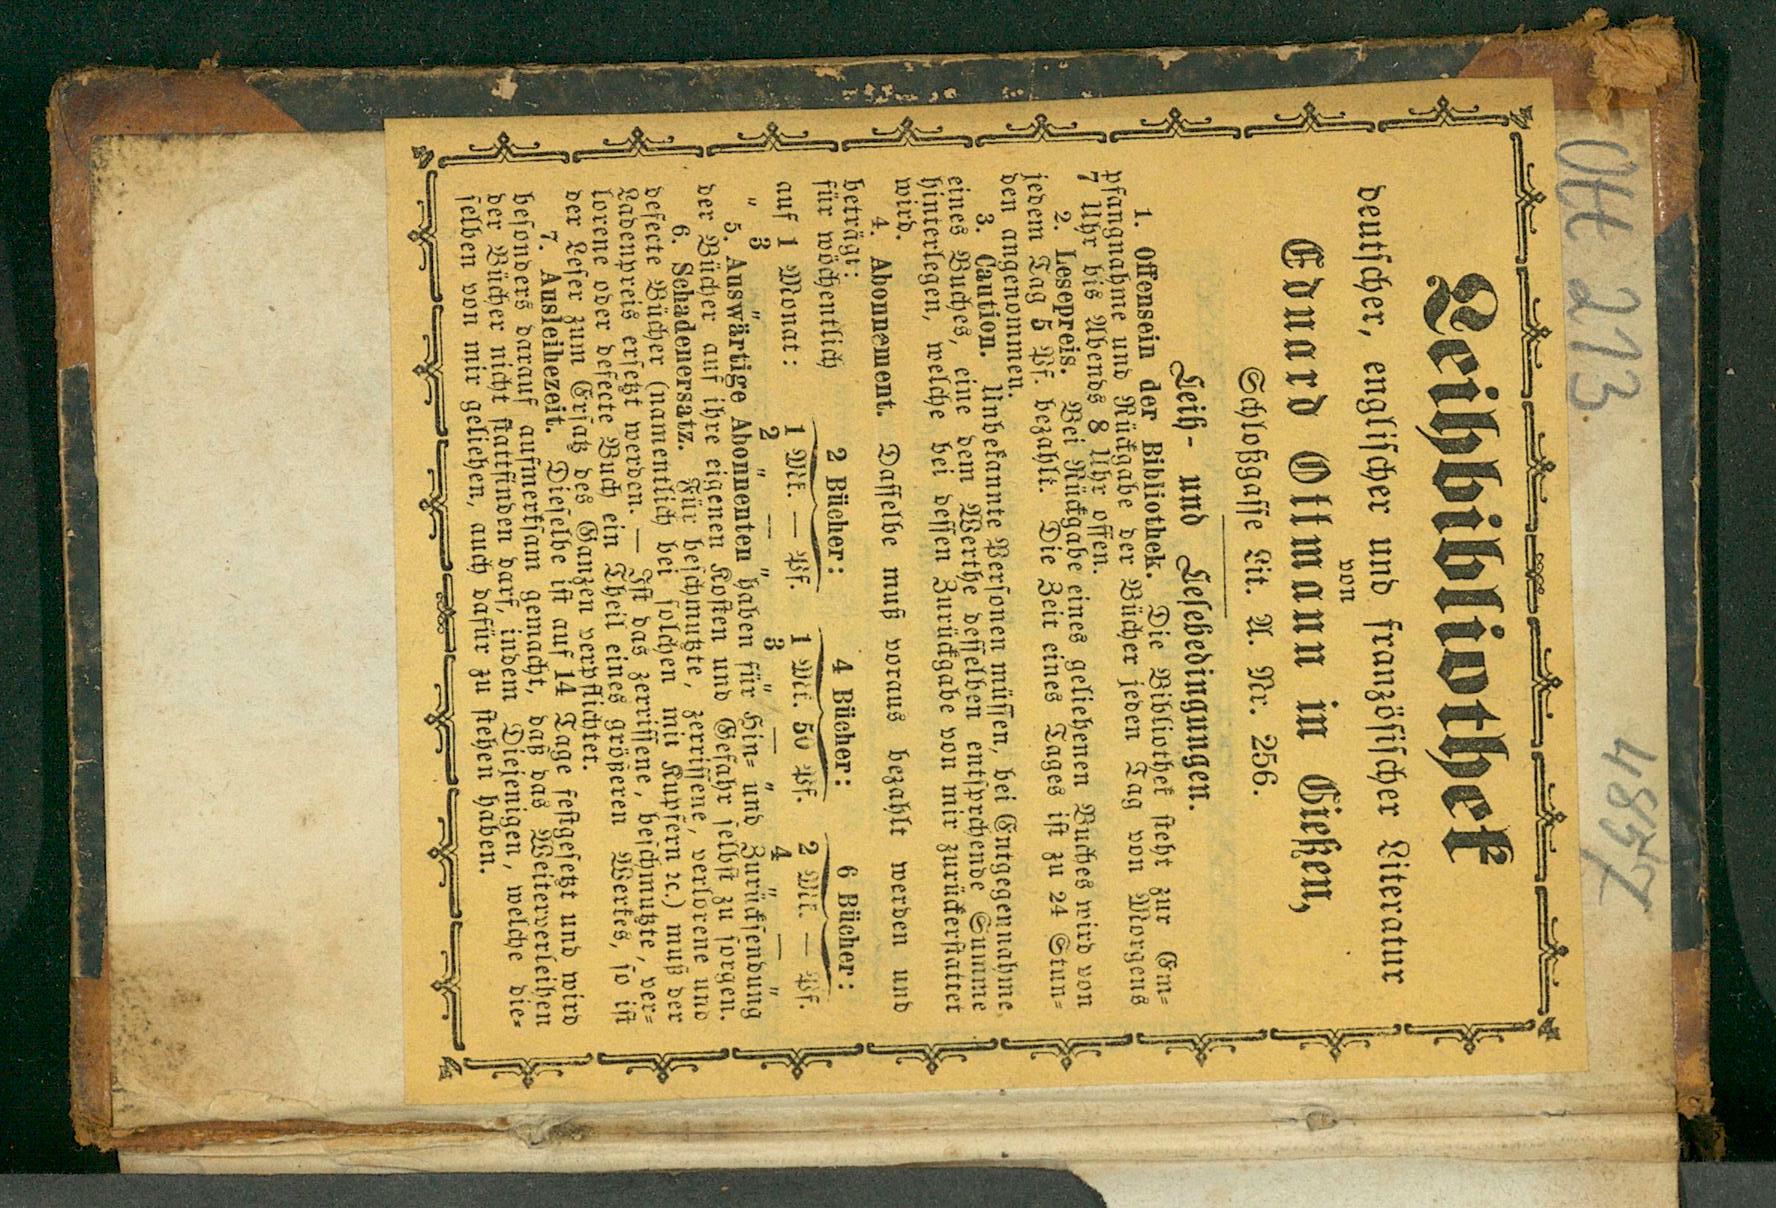 Ott 213.
4857
Leihbibliothek
deutscher, englischer und französischer Literatur
von
Eduard Ottmann in Gießen,
Schloßgasse Lit. A. Nr. 256.
Leih- und Lesebedingungen.
1. Offensein der Bibliothek. Die Bibliothek steht zur Em-
pfangnahme und Rückgabe der Bücher jeden Tag von Morgens
7 Uhr bis Abends 8 Uhr offen.
2. Lesepreis. Bei Rückgabe eines geliehenen Buches wird von
jedem Tag 5 Pf. bezahlt. Die Zeit eines Tages ist zu 24 Stun-
den angenommen.
3. Caution. Unbekannte Personen müssen, bei Entgegennahme
eines Buches, eine dem Werthe desselben entsprechende Summe
hinterlegen, welche bei dessen Zurückgabe von mir zurückerstattet
wird.
4. Abonnement. Dasselbe muß voraus bezahlt werden und
beträgt:
für wöchentlich 2 Bücher: 4 Bücher: 6 Bücher:
auf 1 Monat: 1 Mk. — Pf. 1 Mk. 50 Pf. 2 Mk. — Pf.
„ 3 „ 2 „ — „ 3 „ — „ 4 „ — „
5. Auswärtige Abonnenten haben für Hin- und Zurücksendung
der Bücher auf ihre eigenen Kosten und Gefahr selbst zu sorgen.
6. Schadenersatz. Für beschmutzte, zerrissene, verlorene und
defecte Bücher (namentlich bei solchen mit Kupfern ꝛc.) muß der
Ladenpreis ersetzt werden. — Ist das zerrissene, beschmutzte, ver-
lorene oder defecte Buch ein Theil eines größeren Werkes, so ist
der Leser zum Ersatz des Ganzen verpflichtet.
7. Ausleihezeit. Dieselbe ist auf 14 Tage festgesetzt und wird
besonders darauf aufmerksam gemacht, daß das Weiterverleihen
der Bücher nicht stattfinden darf, indem Diejenigen, welche die-
selben von mir geliehen, auch dafür zu stehen haben.